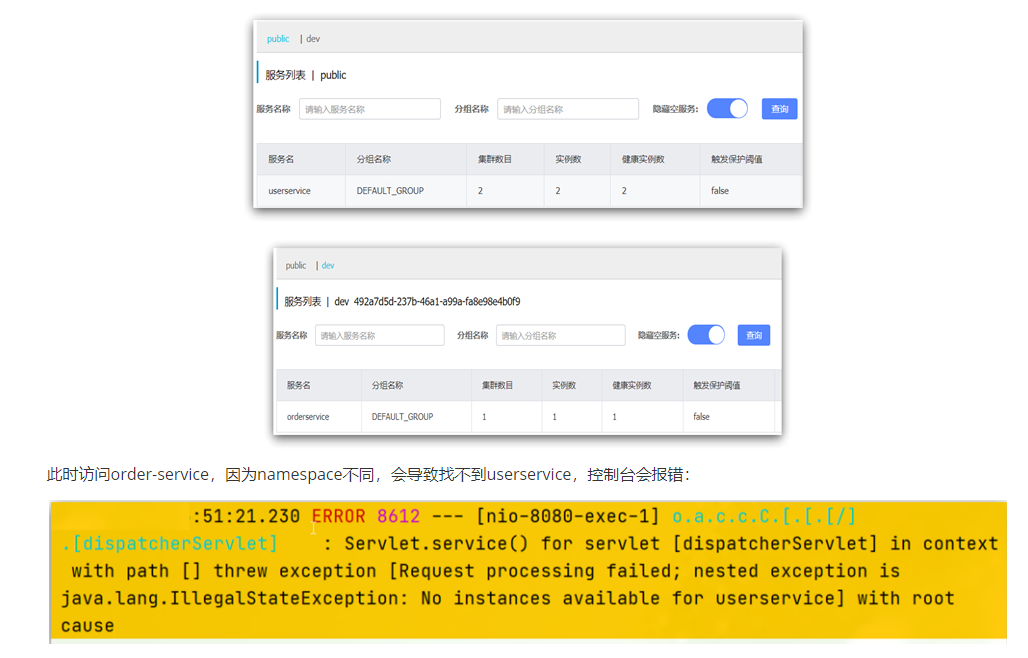 public | dev
服务列表 | public
服务名称 请输入服务名称 分组名称 请输入分组名称 隐藏空服务: 查询
服务名 分组名称 集群数目 实例数 健康实例数 触发保护阈值
userservice DEFAULT_GROUP 2 2 2 false
public | dev
服务列表 | dev 492a7d5d-237b-46a1-a99a-fa8e98e4b0f9
服务名称 请输入服务名称 分组名称 请输入分组名称 隐藏空服务: 查询
服务名 分组名称 集群数目 实例数 健康实例数 触发保护阈值
orderservice DEFAULT_GROUP 1 1 1 false
此时访问order-service，因为namespace不同，会导致找不到userservice，控制台会报错：
:51:21.230 ERROR 8612 --- [nio-8080-exec-1] o.a.c.c.C.[.[.[/]
.[dispatcherServlet] : Servlet.service() for servlet [dispatcherServlet] in context
with path [] threw exception [Request processing failed; nested exception is
java.lang.IllegalStateException: No instances available for userservice] with root
cause